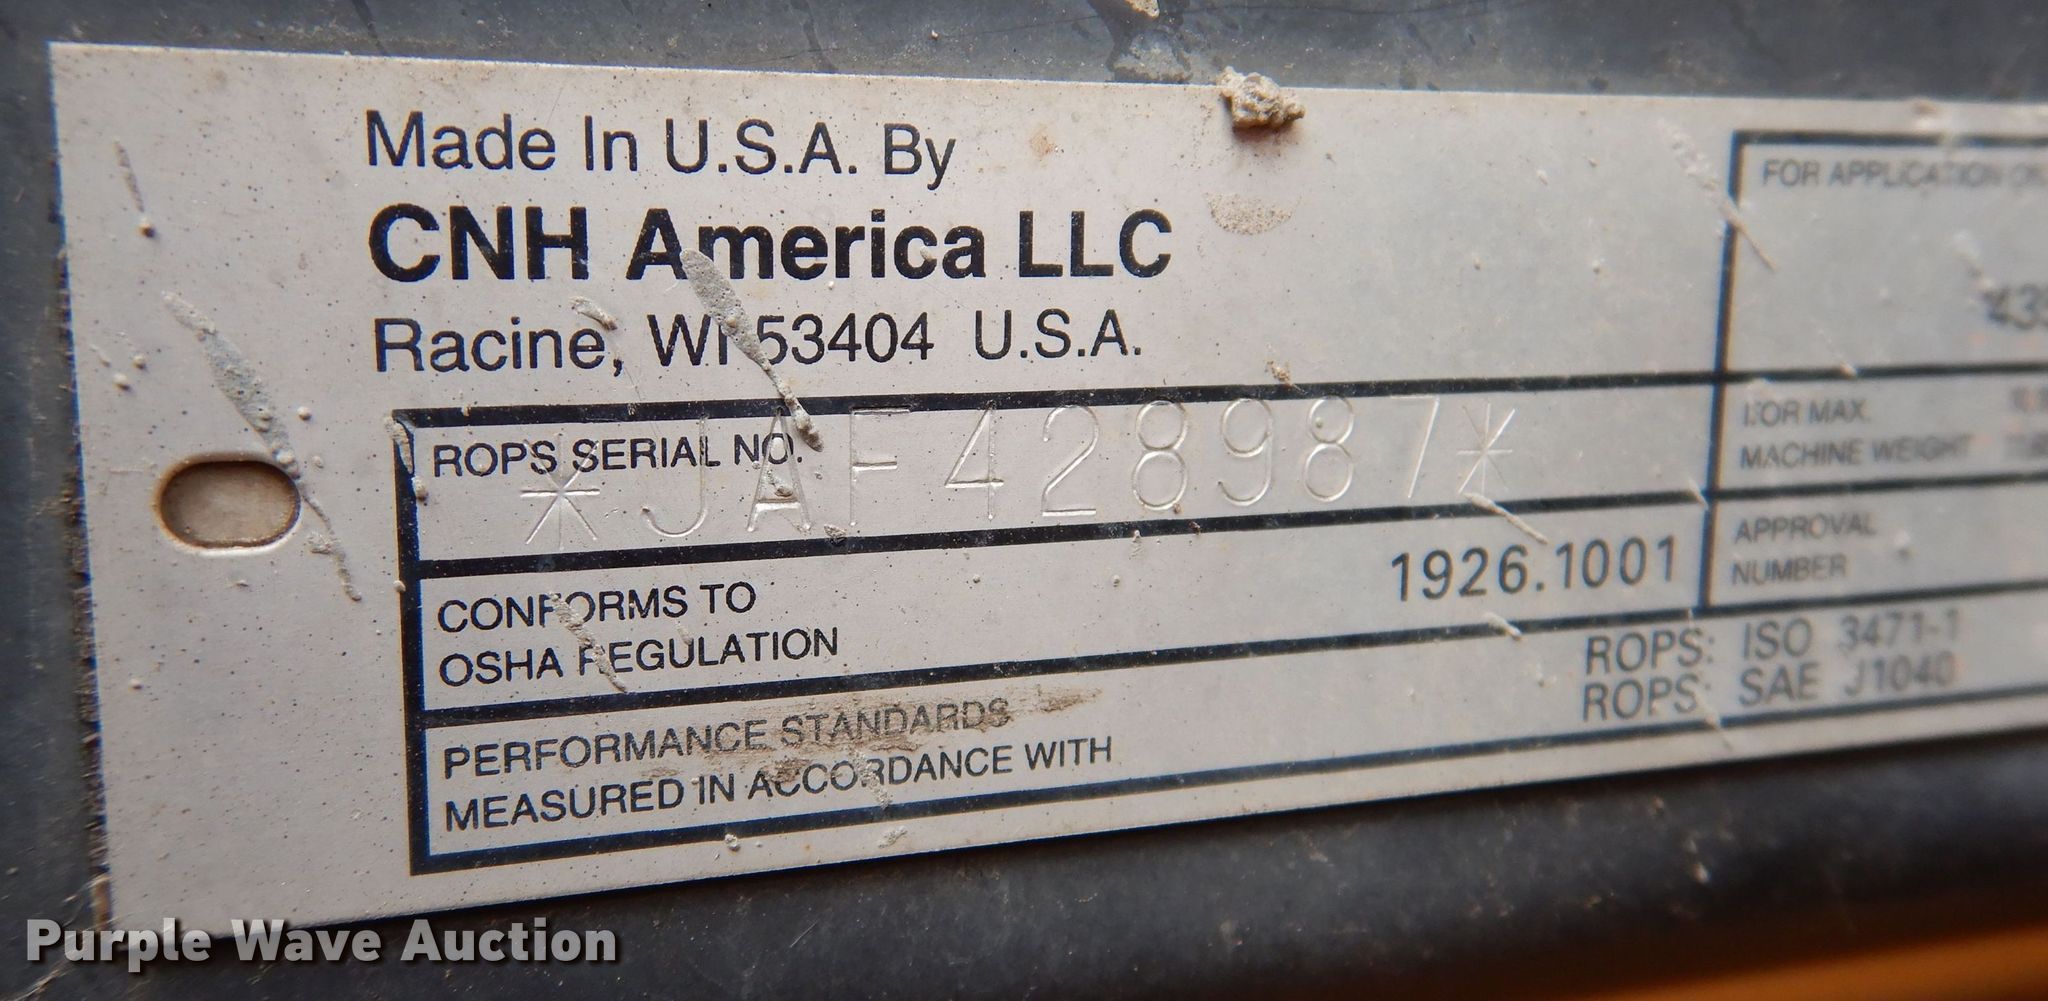 Made In U.S.A. By
CNH America LLC
Racine, WI 53404 U.S.A.
ROPS SERIAL NO.
*JAF428987*
CONFORMS TO
OSHA REGULATION
1926.1001
PERFORMANCE STANDARDS
MEASURED IN ACCORDANCE WITH
ROPS: ISO 3471-1
ROPS: SAE J1040
FOR APPLICATION
FOR MAX.
MACHINE WEIGHT
APPROVAL
NUMBER
Purple Wave Auction